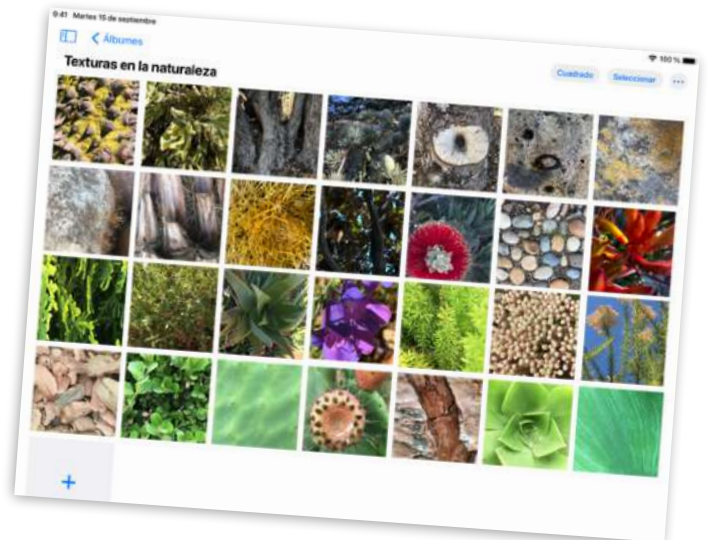 9:41 Martes 15 de septiembre
100 %
Álbumes
Texturas en la naturaleza
Cuadrado
Seleccionar